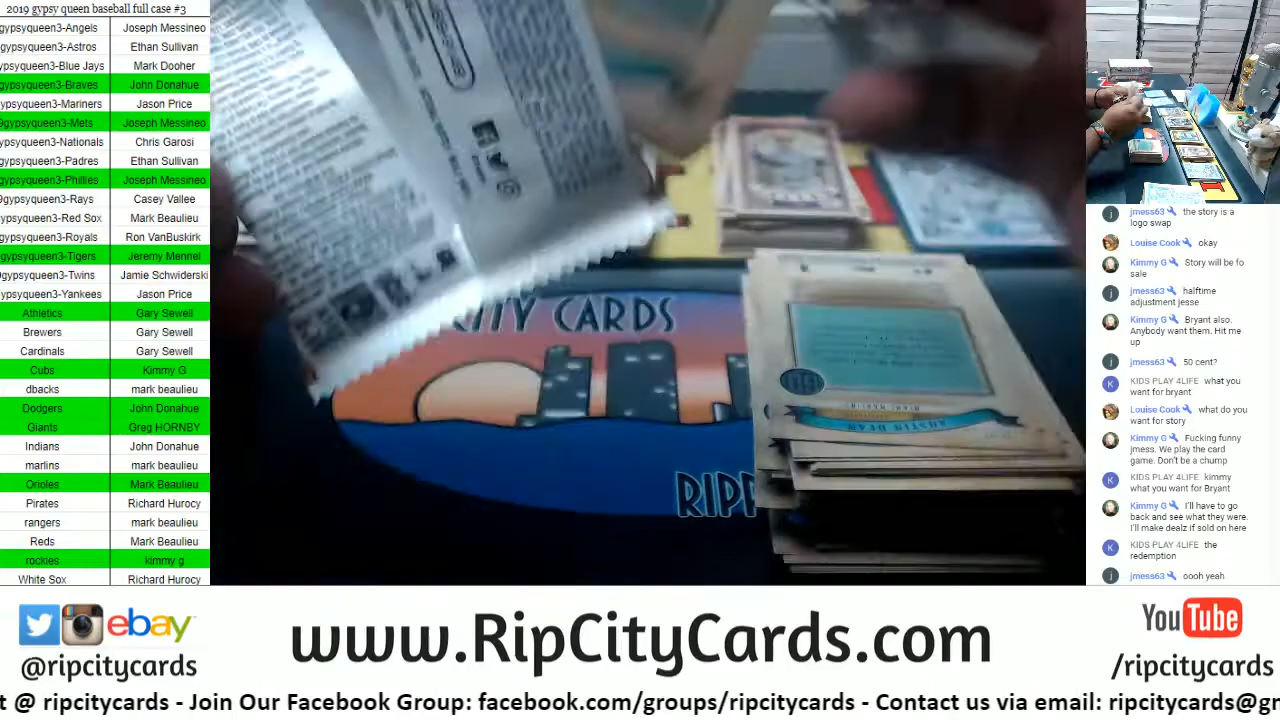 2019 gypsy queen baseball full case #3
gypsyqueen3-Angels Joseph Messineo
gypsyqueen3-Astros Ethan Sullivan
ypsyqueen3-Blue Jays Mark Dooher
gypsyqueen3-Braves John Donahue
ypsyqueen3-Mariners Jason Price
9gypsyqueen3-Mets Joseph Messineo
gypsyqueen3-Nationals Chris Garosi
gypsyqueen3-Padres Ethan Sullivan
gypsyqueen3-Phillies Joseph Messineo
9gypsyqueen3-Rays Casey Vallee
gypsyqueen3-Red Sox Mark Beaulieu
gypsyqueen3-Royals Ron VanBuskirk
gypsyqueen3-Tigers Jeremy Mennel
gypsyqueen3-Twins Jamie Schwiderski
ypsyqueen3-Yankees Jason Price
Athletics Gary Sewell
Brewers Gary Sewell
Cardinals Gary Sewell
Cubs Kimmy G
dbacks mark beaulieu
Dodgers John Donahue
Giants Greg HORNBY
Indians John Donahue
marlins mark beaulieu
Orioles Mark Beaulieu
Pirates Richard Hurocy
rangers mark beaulieu
Reds Mark Beaulieu
rockies kimmy g
White Sox Richard Hurocy
CITY CARDS
RIPP
AUSTIN DEAN
jmess63 the story is a
logo swap
Louise Cook okay
Kimmy G Story will be fo
sale
jmess63 halftime
adjustment jesse
Kimmy G Bryant also.
Anybody want them. Hit me
up
jmess63 50 cent?
KIDS PLAY 4LIFE what you
want for bryant
Louise Cook what do you
want for story
Kimmy G Fucking funny
jmess. We play the card
game. Don't be a chump
KIDS PLAY 4LIFE kimmy
what you want for Bryant
Kimmy G I'll have to go
back and see what they were.
I'll make dealz if sold on here
KIDS PLAY 4LIFE the
redemption
jmess63 oooh yeah
ebay
@ripcitycards
www.RipCityCards.com
YouTube
/ripcitycards
t @ ripcitycards - Join Our Facebook Group: facebook.com/groups/ripcitycards - Contact us via email: ripcitycards@gr